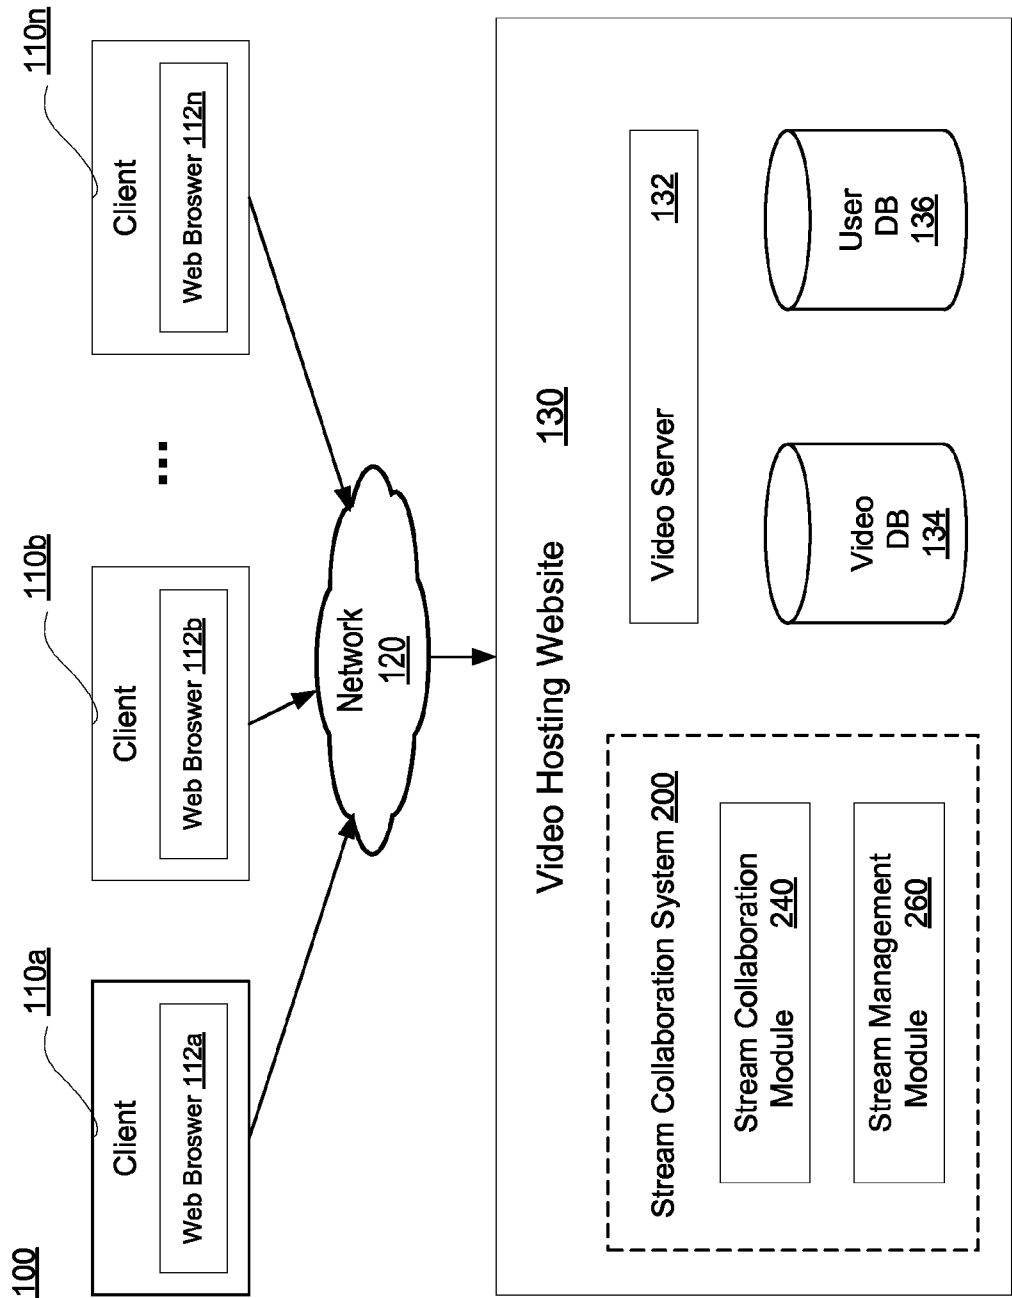 100
110a
110b
110n
Client
Web Broswer 112a
Client
Web Broswer 112b
...
Client
Web Broswer 112n
Network
120
Video Hosting Website 130
Stream Collaboration System 200
Stream Collaboration
Module 240
Stream Management
Module 260
Video Server 132
Video
DB
134
User
DB
136